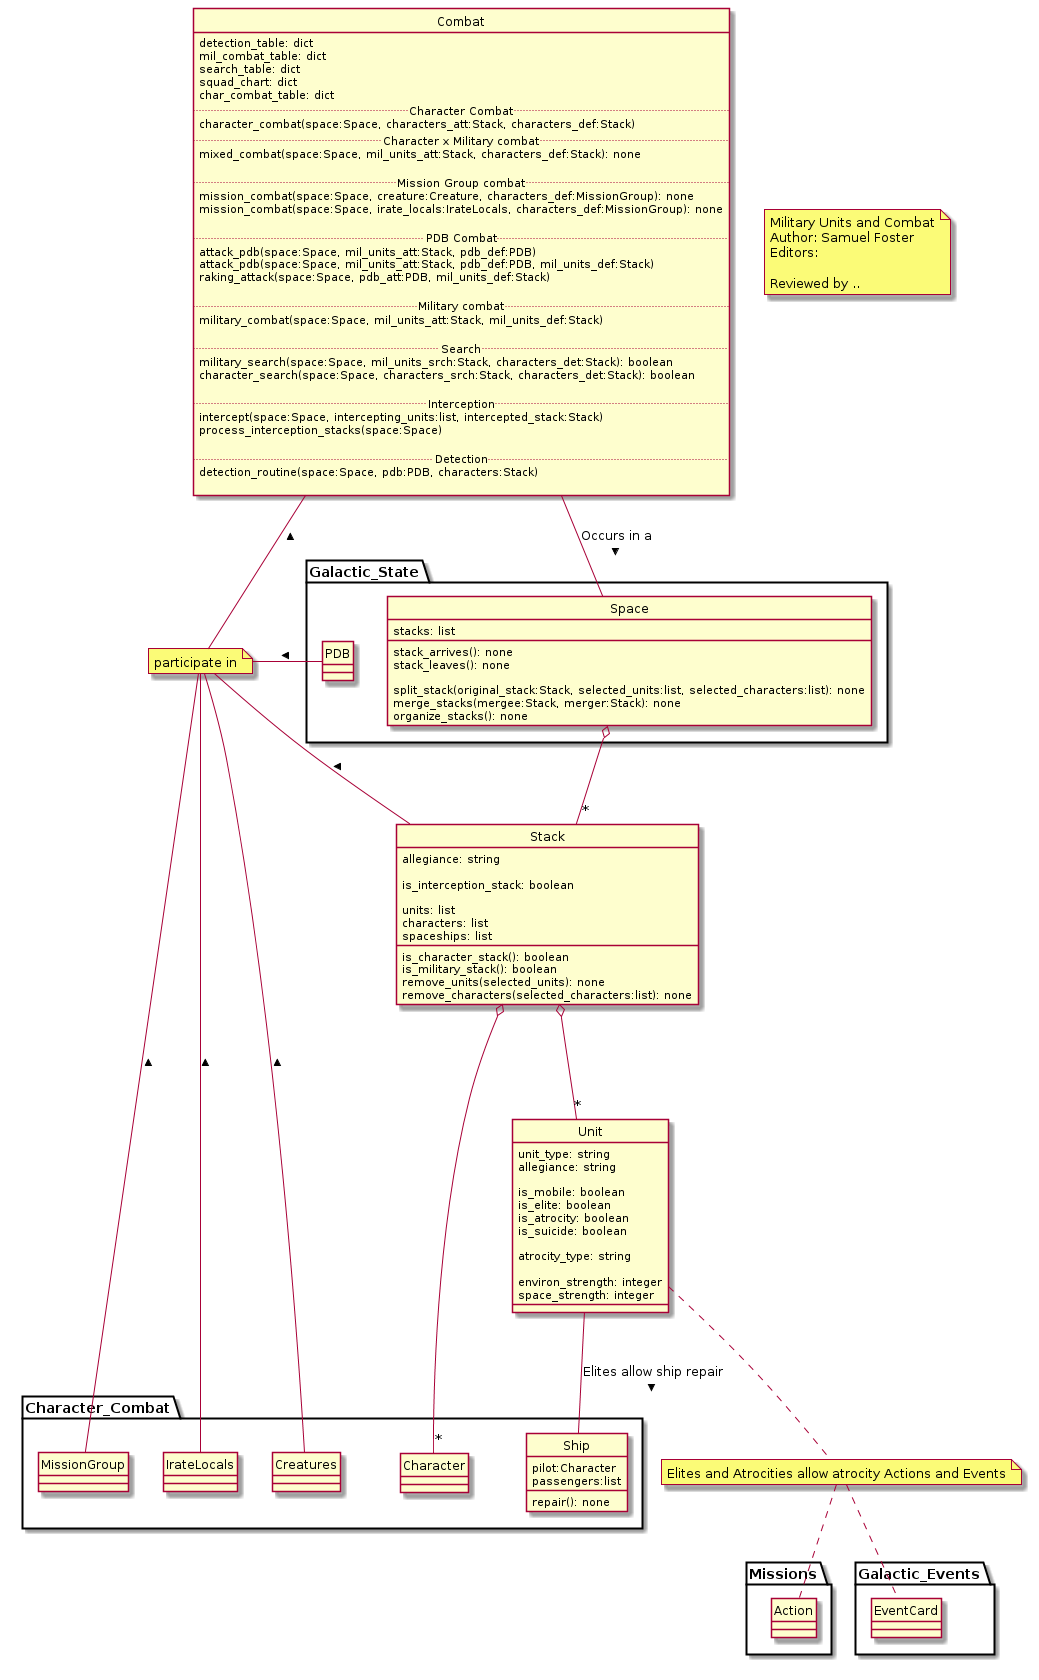 Combat
detection_table: dict
mil_combat_table: dict
search_table: dict
squad_chart: dict
char_combat_table: dict
Character Combat
character_combat(space:Space, characters_att:Stack, characters_def:Stack)
Character x Military combat
mixed_combat(space:Space, mil_units_att:Stack, characters_def:Stack): none
Mission Group combat
mission_combat(space:Space, creature:Creature, characters_def:MissionGroup): none
mission_combat(space:Space, irate_locals:IrateLocals, characters_def:MissionGroup): none
PDB Combat
attack_pdb(space:Space, mil_units_att:Stack, pdb_def:PDB)
attack_pdb(space:Space, mil_units_att:Stack, pdb_def:PDB, mil_units_def:Stack)
raking_attack(space:Space, pdb_att:PDB, mil_units_def:Stack)
Military combat
military_combat(space:Space, mil_units_att:Stack, mil_units_def:Stack)
Search
military_search(space:Space, mil_units_srch:Stack, characters_det:Stack): boolean
character_search(space:Space, characters_srch:Stack, characters_det:Stack): boolean
Interception
intercept(space:Space, intercepting_units:list, intercepted_stack:Stack)
process_interception_stacks(space:Space)
Detection
detection_routine(space:Space, pdb:PDB, characters:Stack)
Military Units and Combat
Author: Samuel Foster
Editors:
Reviewed by ..
Occurs in a
Galactic_State
Space
stacks: list
stack_arrives(): none
stack_leaves(): none
split_stack(original_stack:Stack, selected_units:list, selected_characters:list): none
merge_stacks(mergee:Stack, merger:Stack): none
organize_stacks(): none
PDB
participate in
*
Stack
allegiance: string
is_interception_stack: boolean
units: list
characters: list
spaceships: list
is_character_stack(): boolean
is_military_stack(): boolean
remove_units(selected_units): none
remove_characters(selected_characters:list): none
*
Unit
unit_type: string
allegiance: string
is_mobile: boolean
is_elite: boolean
is_atrocity: boolean
is_suicide: boolean
atrocity_type: string
environ_strength: integer
space_strength: integer
Elites allow ship repair
Character_Combat
*
MissionGroup
IrateLocals
Creatures
Character
Ship
pilot:Character
passengers:list
repair(): none
Elites and Atrocities allow atrocity Actions and Events
Missions
Action
Galactic_Events
EventCard